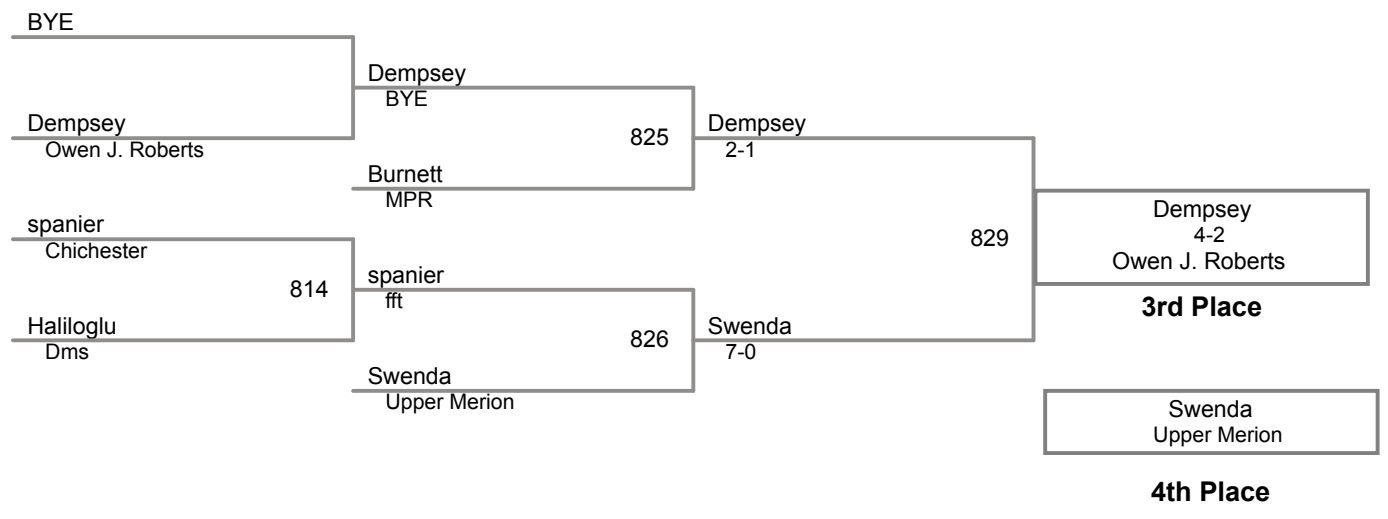 BYE
Dempsey
BYE
Dempsey
Owen J. Roberts
825
Dempsey
2-1
Burnett
MPR
spanier
Chichester
814
spanier
fft
Haliloglu
Dms
826
Swenda
7-0
Swenda
Upper Merion
829
Dempsey
4-2
Owen J. Roberts
3rd Place
Swenda
Upper Merion
4th Place